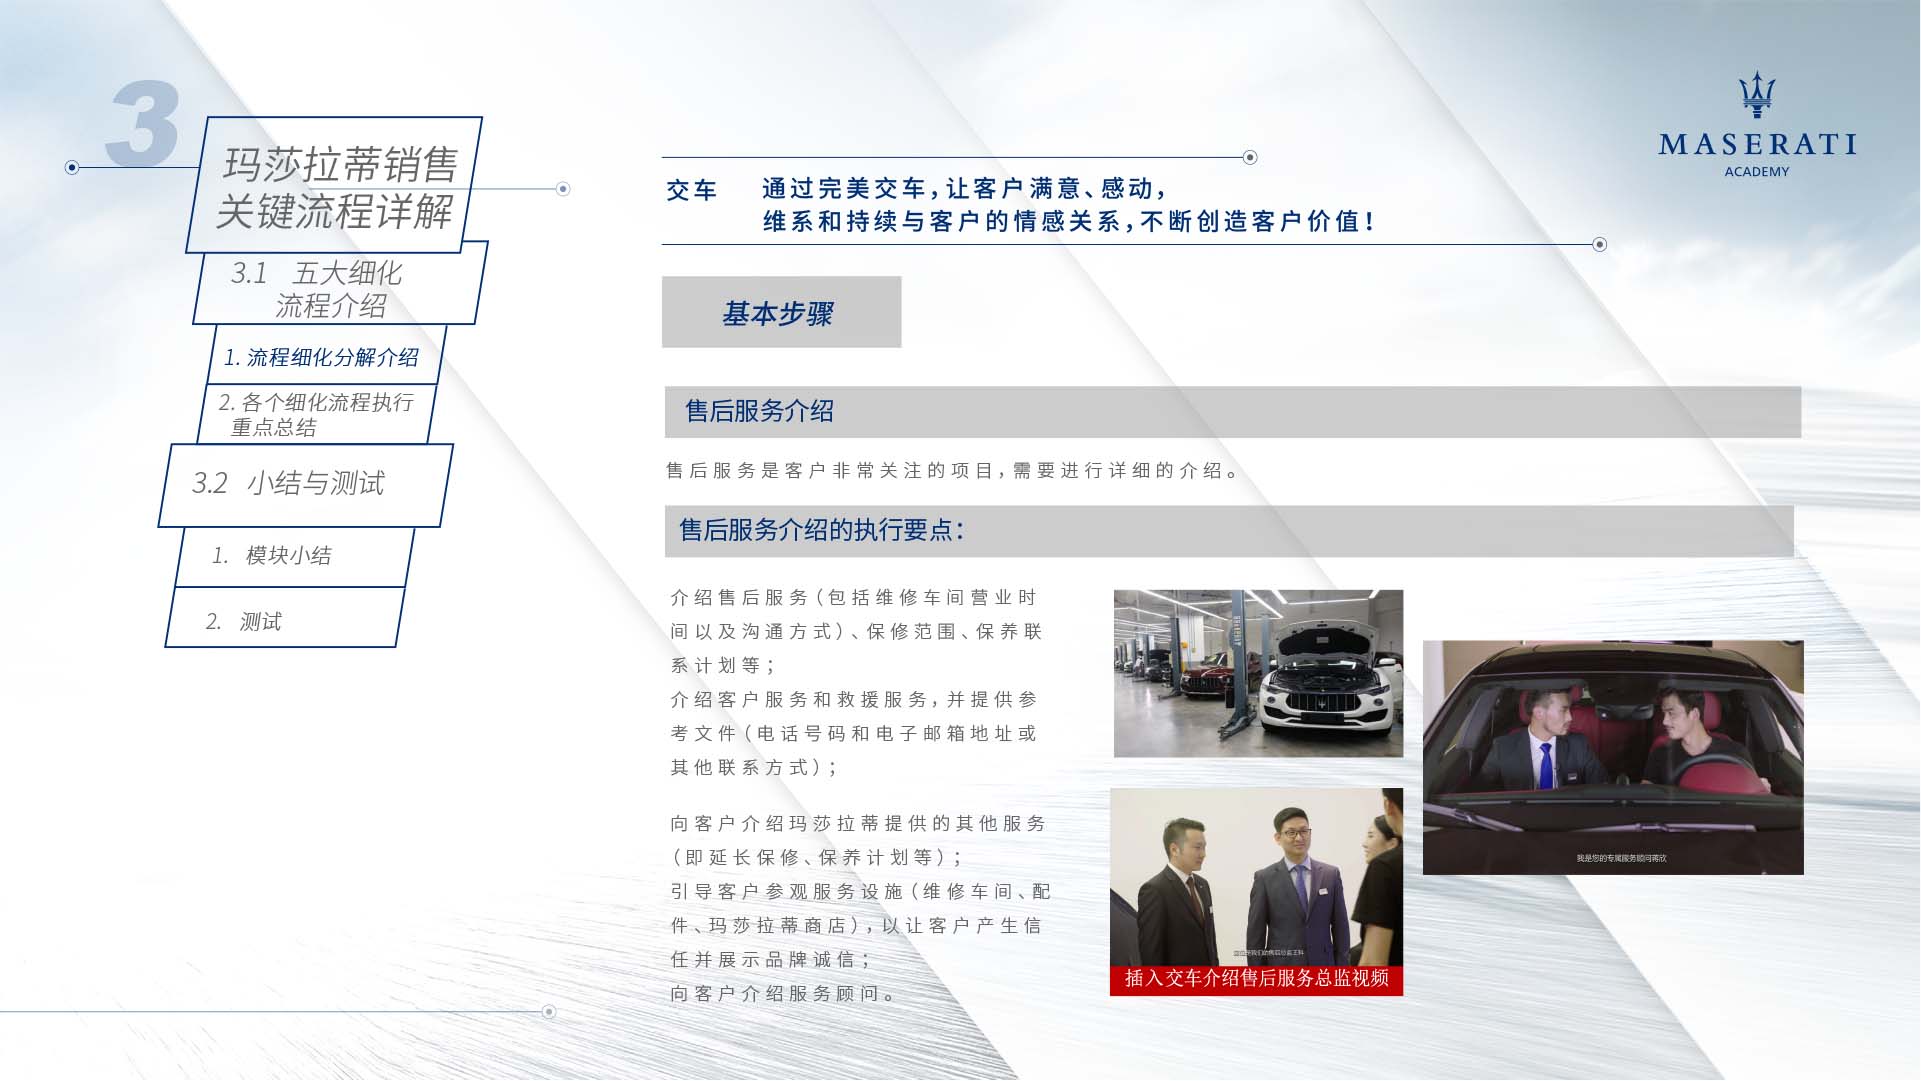 3
玛莎拉蒂销售
关键流程详解
3.1 五大细化
流程介绍
1. 流程细化分解介绍
2. 各个细化流程执行
重点总结
3.2 小结与测试
1. 模块小结
2. 测试
MASERATI
ACADEMY
交车
通过完美交车，让客户满意、感动，
维系和持续与客户的情感关系，不断创造客户价值！
基本步骤
售后服务介绍
售后服务是客户非常关注的项目，需要进行详细的介绍。
售后服务介绍的执行要点：
介绍售后服务（包括维修车间营业时
间以及沟通方式）、保修范围、保养联
系计划等；
介绍客户服务和救援服务，并提供参
考文件（电话号码和电子邮箱地址或
其他联系方式）；
向客户介绍玛莎拉蒂提供的其他服务
（即延长保修、保养计划等）；
引导客户参观服务设施（维修车间、配
件、玛莎拉蒂商店），以让客户产生信
任并展示品牌诚信；
向客户介绍服务顾问。
我是您的专属服务顾问蒋欣
插入交车介绍售后服务总监视频